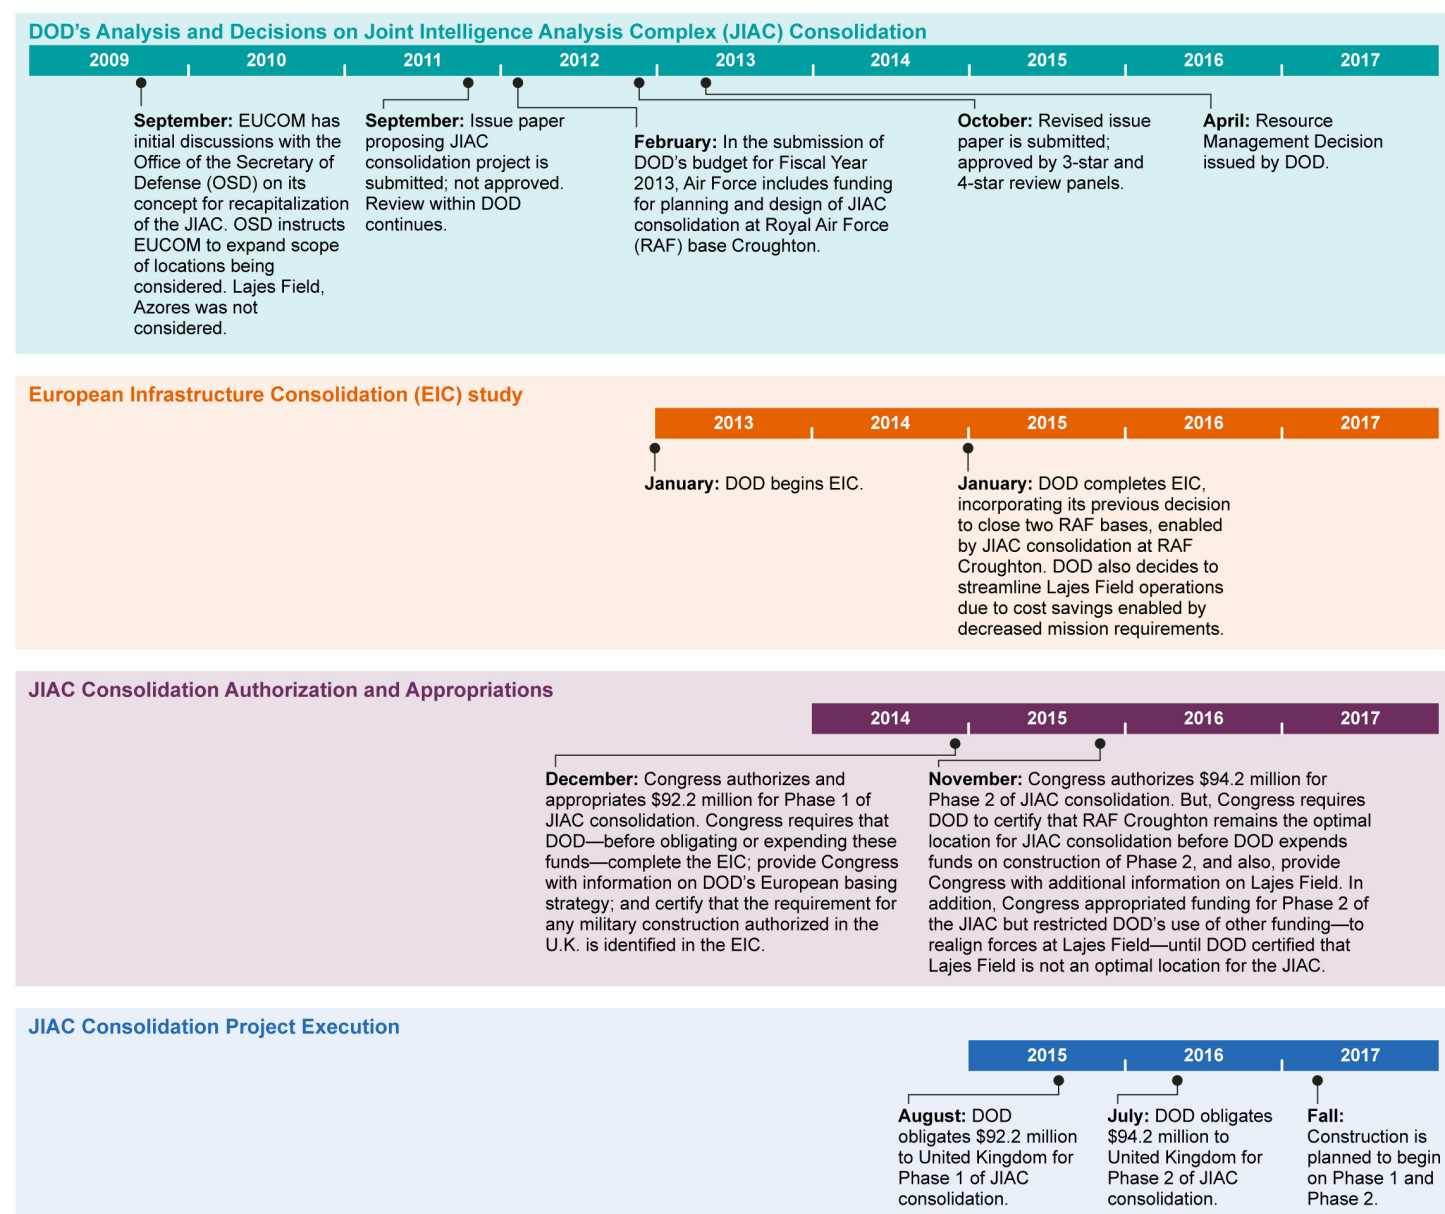 DOD’s Analysis and Decisions on Joint Intelligence Analysis Complex (JIAC) Consolidation
2009 2010 2011 2012 2013 2014 2015 2016 2017
September: EUCOM has
initial discussions with the
Office of the Secretary of
Defense (OSD) on its
concept for recapitalization
of the JIAC. OSD instructs
EUCOM to expand scope
of locations being
considered. Lajes Field,
Azores was not
considered.
September: Issue paper
proposing JIAC
consolidation project is
submitted; not approved.
Review within DOD
continues.
February: In the submission of
DOD’s budget for Fiscal Year
2013, Air Force includes funding
for planning and design of JIAC
consolidation at Royal Air Force
(RAF) base Croughton.
October: Revised issue
paper is submitted;
approved by 3-star and
4-star review panels.
April: Resource
Management Decision
issued by DOD.
European Infrastructure Consolidation (EIC) study
2013 2014 2015 2016 2017
January: DOD begins EIC.
January: DOD completes EIC,
incorporating its previous decision
to close two RAF bases, enabled
by JIAC consolidation at RAF
Croughton. DOD also decides to
streamline Lajes Field operations
due to cost savings enabled by
decreased mission requirements.
JIAC Consolidation Authorization and Appropriations
2014 2015 2016 2017
December: Congress authorizes and
appropriates $92.2 million for Phase 1 of
JIAC consolidation. Congress requires that
DOD—before obligating or expending these
funds—complete the EIC; provide Congress
with information on DOD’s European basing
strategy; and certify that the requirement for
any military construction authorized in the
U.K. is identified in the EIC.
November: Congress authorizes $94.2 million for
Phase 2 of JIAC consolidation. But, Congress requires
DOD to certify that RAF Croughton remains the optimal
location for JIAC consolidation before DOD expends
funds on construction of Phase 2, and also, provide
Congress with additional information on Lajes Field. In
addition, Congress appropriated funding for Phase 2 of
the JIAC but restricted DOD’s use of other funding—to
realign forces at Lajes Field—until DOD certified that
Lajes Field is not an optimal location for the JIAC.
JIAC Consolidation Project Execution
2015 2016 2017
August: DOD
obligates $92.2 million
to United Kingdom for
Phase 1 of JIAC
consolidation.
July: DOD obligates
$94.2 million to
United Kingdom for
Phase 2 of JIAC
consolidation.
Fall:
Construction is
planned to begin
on Phase 1 and
Phase 2.